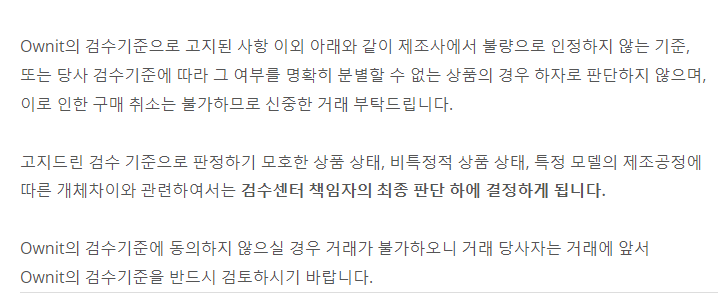 Ownit의 검수기준으로 고지된 사항 이외 아래와 같이 제조사에서 불량으로 인정하지 않는 기준,
또는 당사 검수기준에 따라 그 여부를 명확히 분별할 수 없는 상품의 경우 하자로 판단하지 않으며,
이로 인한 구매 취소는 불가하므로 신중한 거래 부탁드립니다.
고지드린 검수 기준으로 판정하기 모호한 상품 상태, 비특정적 상품 상태, 특정 모델의 제조공정에
따른 개체차이와 관련하여서는 검수센터 책임자의 최종 판단 하에 결정하게 됩니다.
Ownit의 검수기준에 동의하지 않으실 경우 거래가 불가하오니 거래 당사자는 거래에 앞서
Ownit의 검수기준을 반드시 검토하시기 바랍니다.